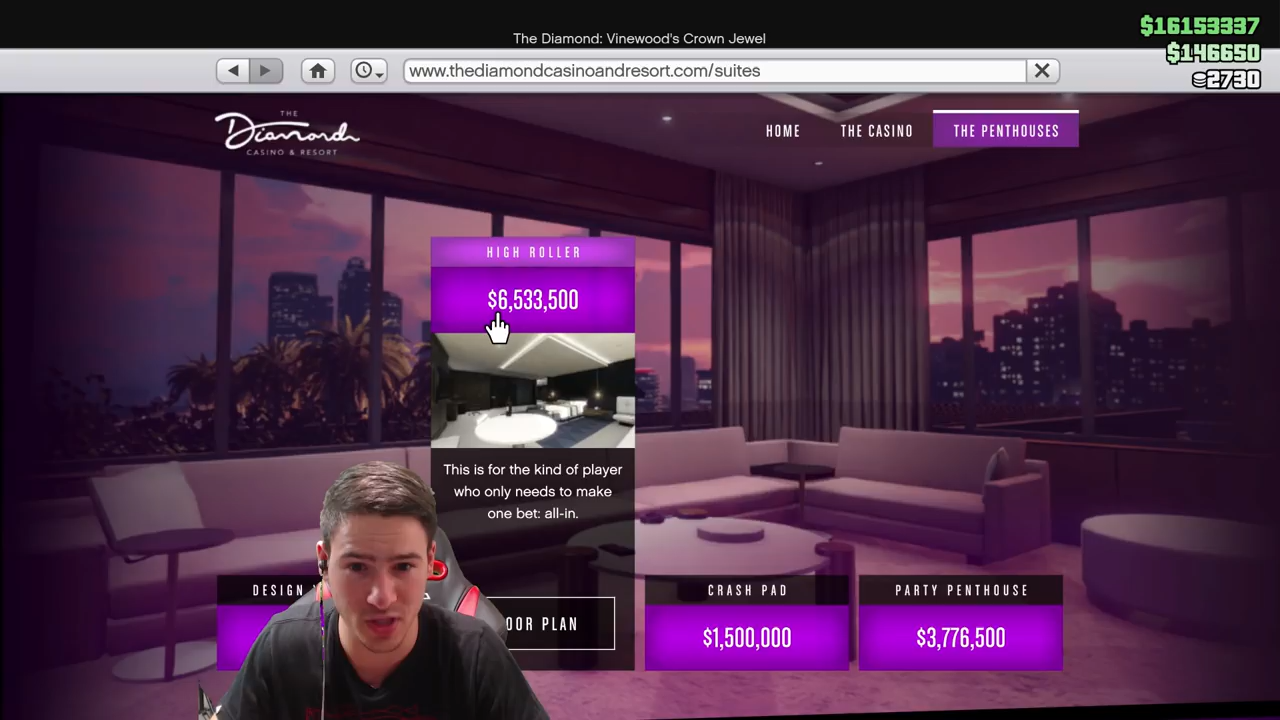 $16153337
The Diamond: Vinewood's Crown Jewel
$146650
www.thediamondcasinoandresort.com/suites
2730
THE
Diamond
CASINO & RESORT
HOME
THE CASINO
THE PENTHOUSES
HIGH ROLLER
$6,533,500
This is for the kind of player
who only needs to make
one bet: all-in.
DESIGN
CRASH PAD
PARTY PENTHOUSE
OOR PLAN
$1,500,000
$3,776,500